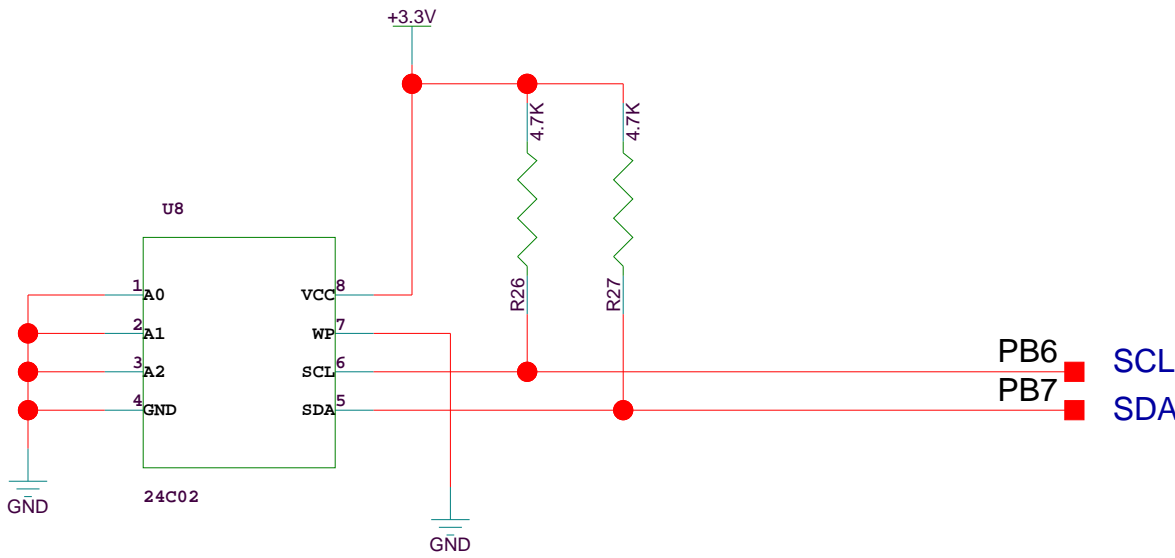 +3.3V
4.7K
4.7K
U8
R26
R27
1
A0
VCC
8
2
A1
WP
7
3
A2
SCL
6
4
GND
SDA
5
PB6
SCL
PB7
SDA
24C02
GND
GND